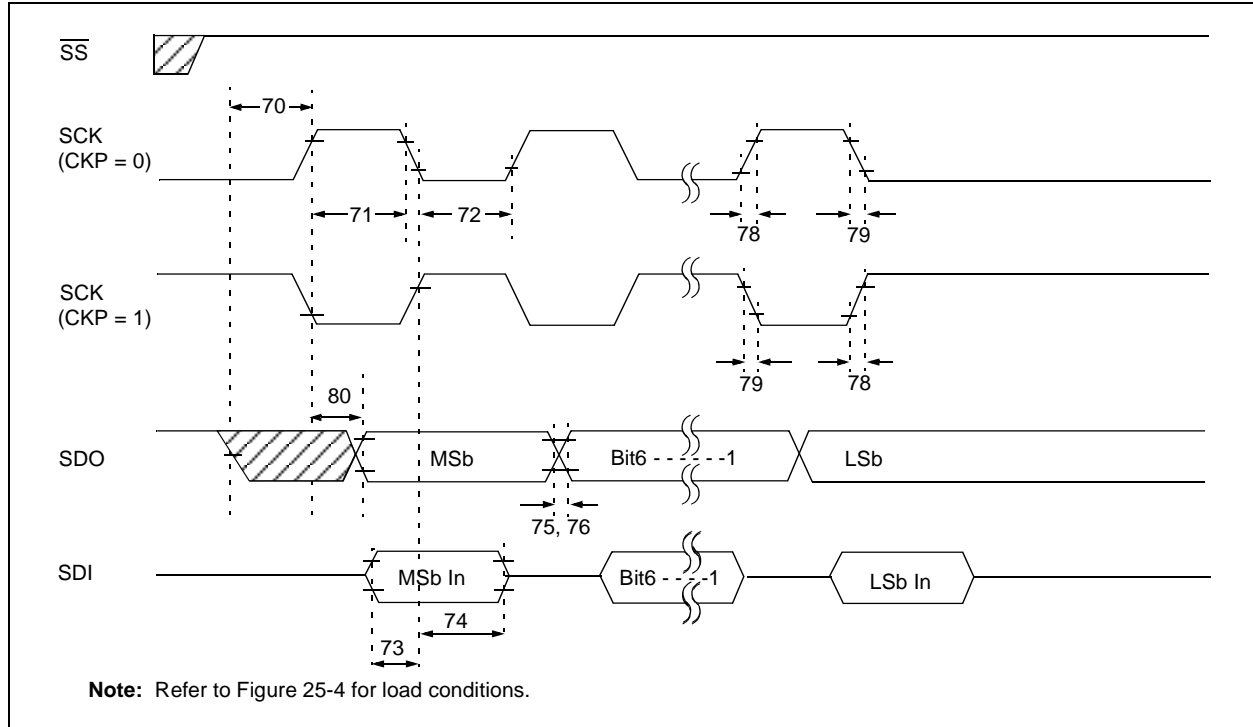 SS
70
SCK
(CKP = 0)
71
72
78
79
SCK
(CKP = 1)
79
78
80
SDO
MSb
Bit6 - - - - - -1
LSb
75, 76
SDI
MSb In
Bit6 - - - -1
LSb In
74
73
Note: Refer to Figure 25-4 for load conditions.